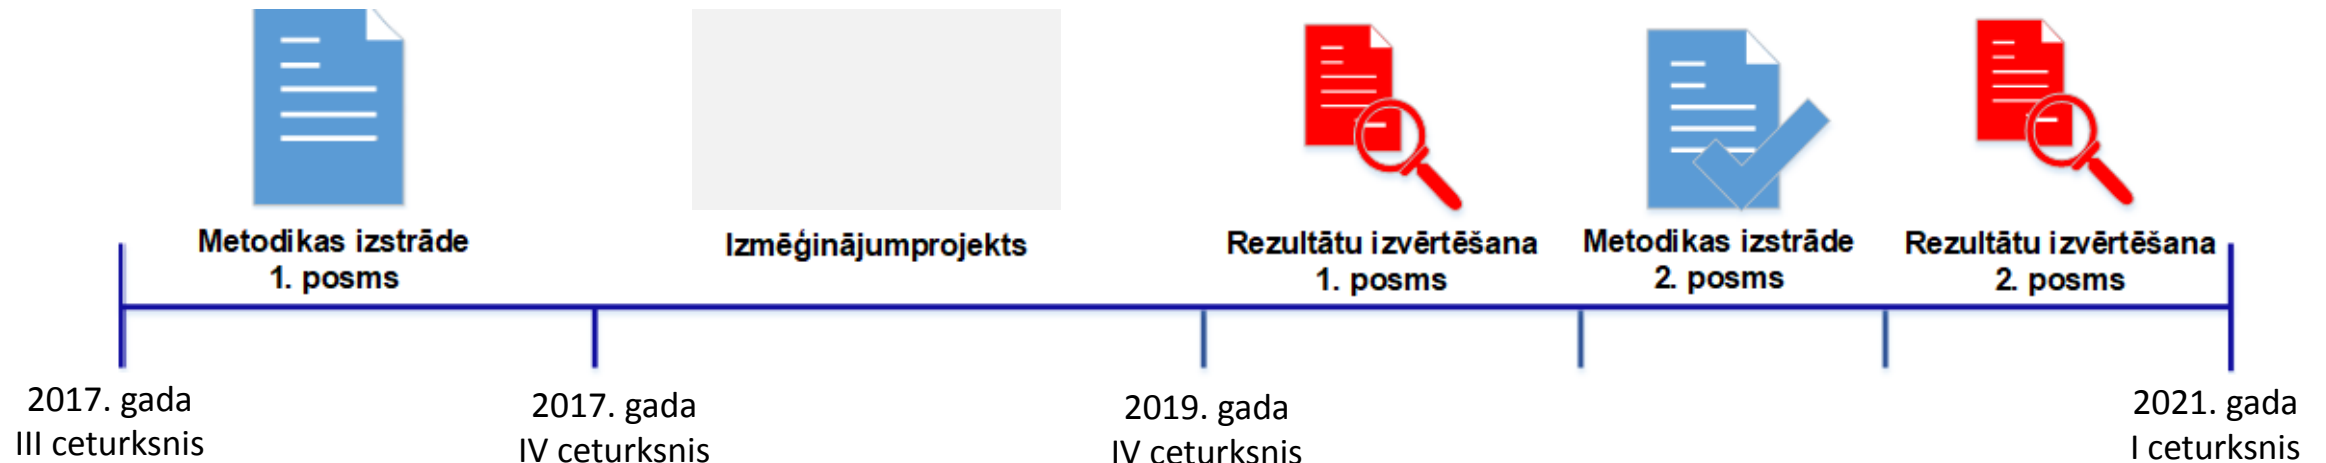 Metodikas izstrāde
1. posms
Izmēģinājumprojekts
Rezultātu izvērtēšana
1. posms
Metodikas izstrāde
2. posms
Rezultātu izvērtēšana
2. posms
2017. gada
III ceturksnis
2017. gada
IV ceturksnis
2019. gada
IV ceturksnis
2021. gada
I ceturksnis